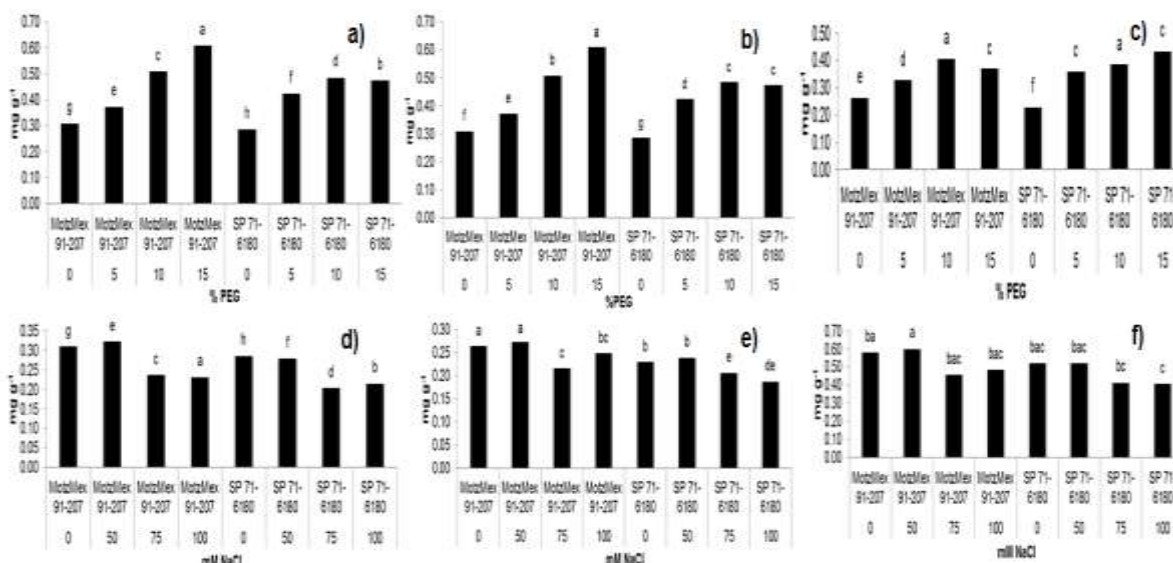 a)
mg g⁻¹
0.70
0.60
0.50
0.40
0.30
0.20
0.10
0.00
g e c a h f d b
MotzMex MotzMex MotzMex MotzMex SP 71- SP 71- SP 71- SP 71-
91-207 91-207 91-207 91-207 6180 6180 6180 6180
0 5 10 15 0 5 10 15
% PEG
b)
mg g⁻¹
0.70
0.60
0.50
0.40
0.30
0.20
0.10
0.00
f e b a g d c c
MotzMex MotzMex MotzMex MotzMex SP 71- SP 71- SP 71- SP 71-
91-207 91-207 91-207 91-207 6180 6180 6180 6180
0 5 10 15 0 5 10 15
%PEG
c)
mg g⁻¹
0.50
0.40
0.30
0.20
0.10
0.00
e d a c f c a c
MotzMex MotzMex MotzMex MotzMex SP 71- SP 71- SP 71- SP 71
91-207 91-207 91-207 91-207 6180 6180 6180 6180
0 5 10 15 0 5 10 15
% PEG
d)
mg g⁻¹
0.35
0.30
0.25
0.20
0.15
0.10
0.05
0.00
g e c a h f d b
MotzMex MotzMex MotzMex MotzMex SP 71- SP 71- SP 71- SP 71-
91-207 91-207 91-207 91-207 6180 6180 6180 6180
0 50 75 100 0 50 75 100
mM NaCl
e)
mg g⁻¹
0.30
0.25
0.20
0.15
0.10
0.05
0.00
a a c bc b b e de
MotzMex MotzMex MotzMex MotzMex SP 71- SP 71- SP 71- SP 71-
91-207 91-207 91-207 91-207 6180 6180 6180 6180
0 50 75 100 0 50 75 100
mM NaCl
f)
mg g⁻¹
0.70
0.60
0.50
0.40
0.30
0.20
0.10
0.00
ba a bac bac bac bac bc c
MotzMex MotzMex MotzMex MotzMex SP 71- SP 71- SP 71- SP 71
91-207 91-207 91-207 91-207 6180 6180 6180 6180
0 50 75 100 0 50 75 100
mM NaCl